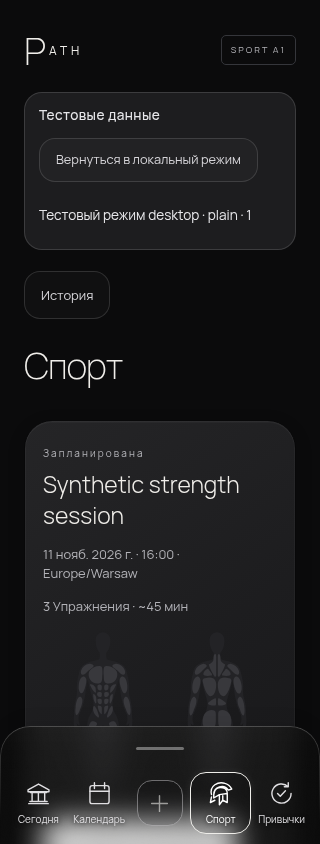 PATH
SPORT A1
Тестовые данные
Вернуться в локальный режим
Тестовый режим desktop · plain · 1
История
Спорт
Запланирована
Synthetic strength
session
11 нояб. 2026 г. · 16:00 ·
Europe/Warsaw
3 Упражнения · ~45 мин
Сегодня
Календарь
Спорт
Привычки